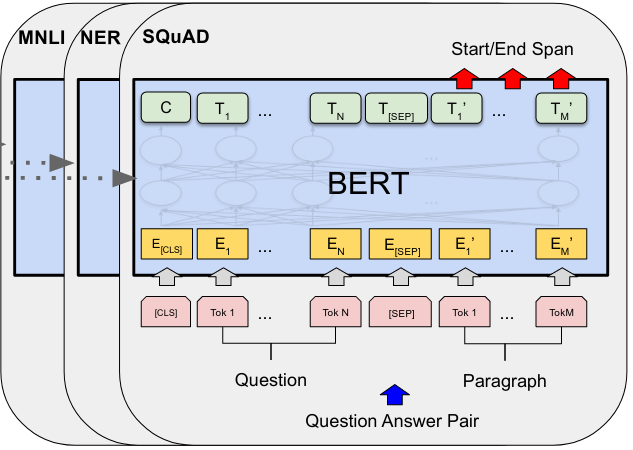 MNLI NER SQuAD
Start/End Span
C T1 ... TN T[SEP] T1’ ... TM’
...
BERT
...
E[CLS] E1 ... EN E[SEP] E1’ ... EM’
[CLS] Tok 1 ... Tok N [SEP] Tok 1 ... TokM
Question Paragraph
Question Answer Pair